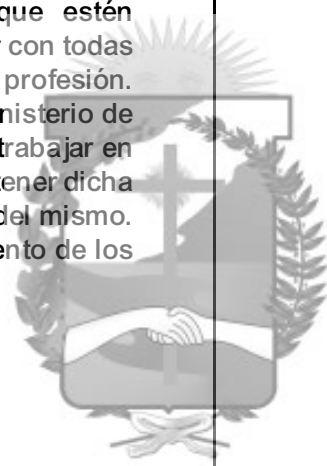 que estén
con todas
profesión.
nisterio de
trabajar en
tener dicha
del mismo.
ento de los